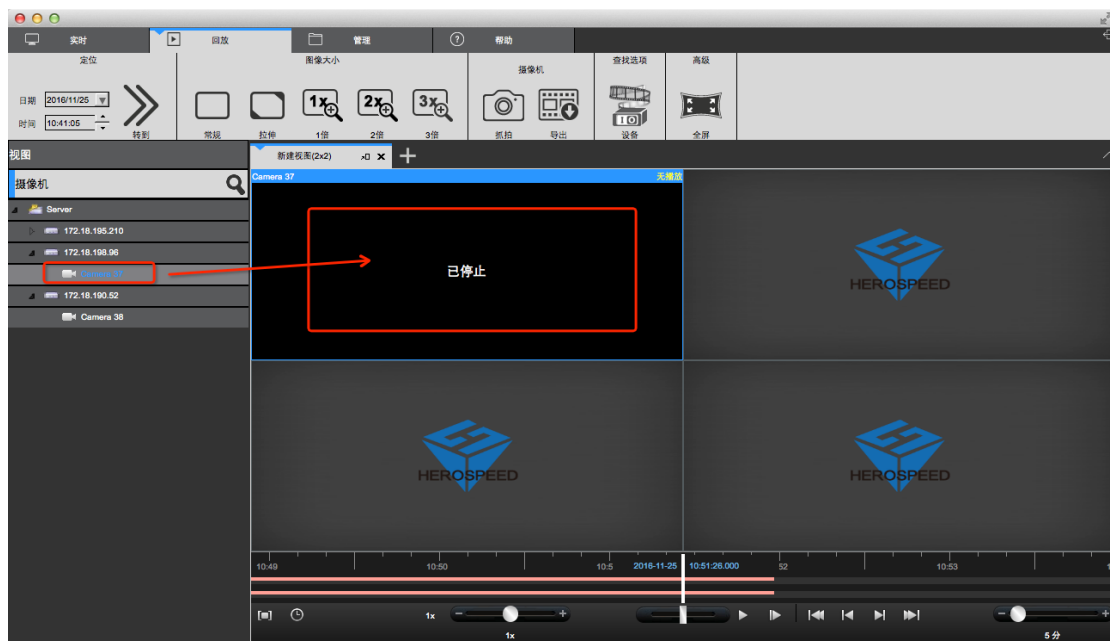 实时
回放
管理
帮助
定位
图像大小
摄像机
查找选项
高级
日期 2016/11/25
时间 10:41:05
转到
常规
拉伸
1x
1倍
2x
2倍
3x
3倍
抓拍
导出
设备
全屏
视图
新建视图(2x2)
摄像机
Camera 37
无播放
Server
172.18.195.210
172.18.198.96
172.18.190.52
Camera 38
已停止
HEROSPEED
HEROSPEED
HEROSPEED
10:49
10:50
10:5
2016-11-25
10:51:26.000
52
10:53
1x
1x
5分